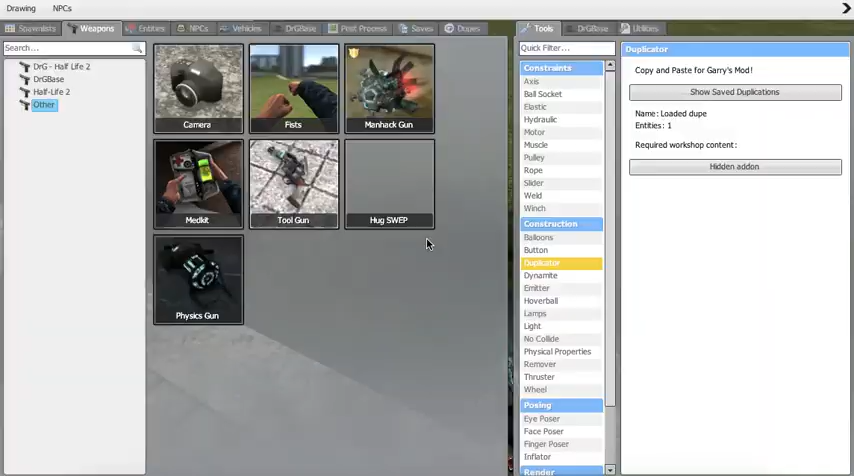 Drawing NPCs
Spawnlists Weapons Entities NPCs Vehicles DrGBase Post Process Saves Dupes
Search...
DrG - Half Life 2
DrGBase
Half-Life 2
Other
Camera Fists Manhack Gun
Medkit Tool Gun Hug SWEP
Physics Gun
Tools DrGBase Utilities
Quick Filter...
Constraints
Axis
Ball Socket
Elastic
Hydraulic
Motor
Muscle
Pulley
Rope
Slider
Weld
Winch
Construction
Balloons
Button
Duplicator
Dynamite
Emitter
Hoverball
Lamps
Light
No Collide
Physical Properties
Remover
Thruster
Wheel
Posing
Eye Poser
Face Poser
Finger Poser
Inflator
Render
Duplicator
Copy and Paste for Garry's Mod!
Show Saved Duplications
Name: Loaded dupe
Entities: 1
Required workshop content:
Hidden addon